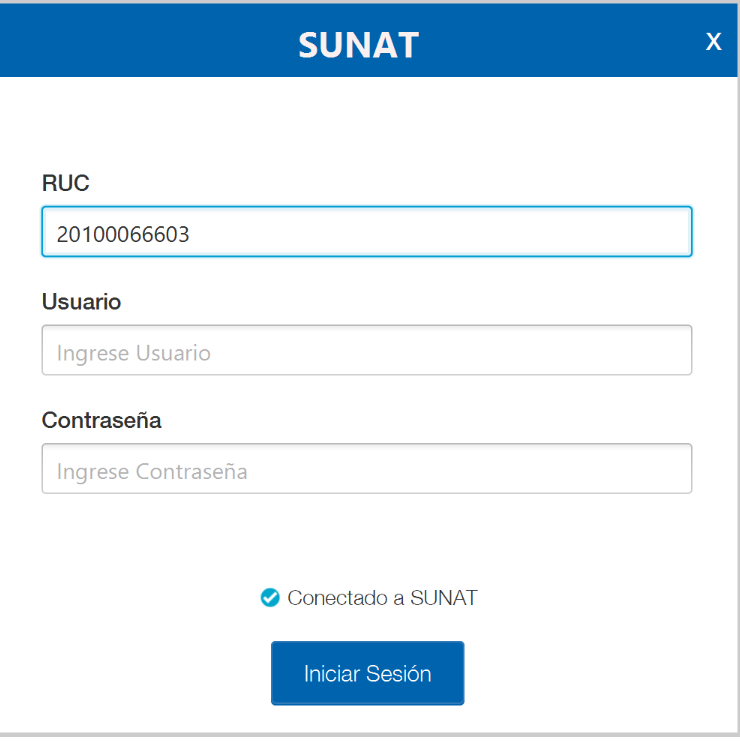 SUNAT
X
RUC
20100066603
Usuario
Ingrese Usuario
Contraseña
Ingrese Contraseña
Conectado a SUNAT
Iniciar Sesión